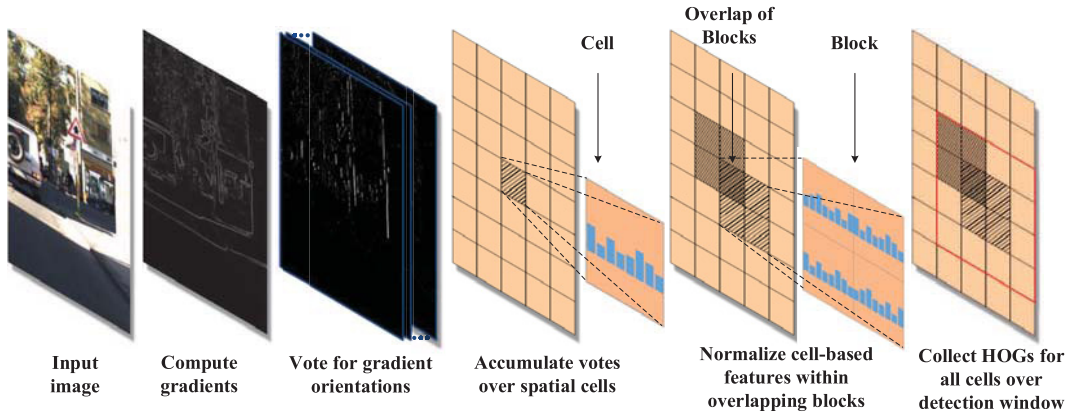 Overlap of
Blocks
Cell
Block
Input
image
Compute
gradients
Vote for gradient
orientations
Accumulate votes
over spatial cells
Normalize cell-based
features within
overlapping blocks
Collect HOGs for
all cells over
detection window